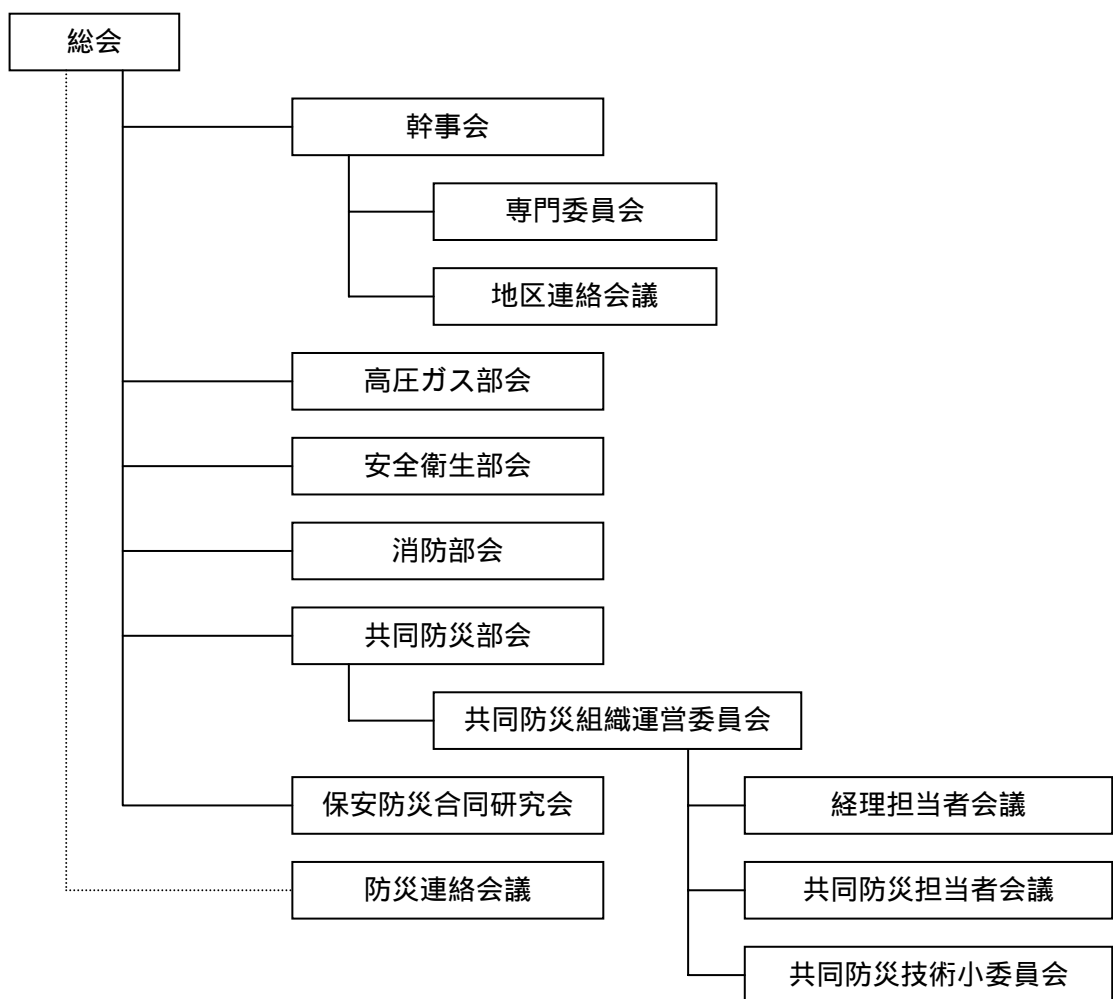 総会
幹事会
専門委員会
地区連絡会議
高圧ガス部会
安全衛生部会
消防部会
共同防災部会
共同防災組織運営委員会
保安防災合同研究会
経理担当者会議
防災連絡会議
共同防災担当者会議
共同防災技術小委員会